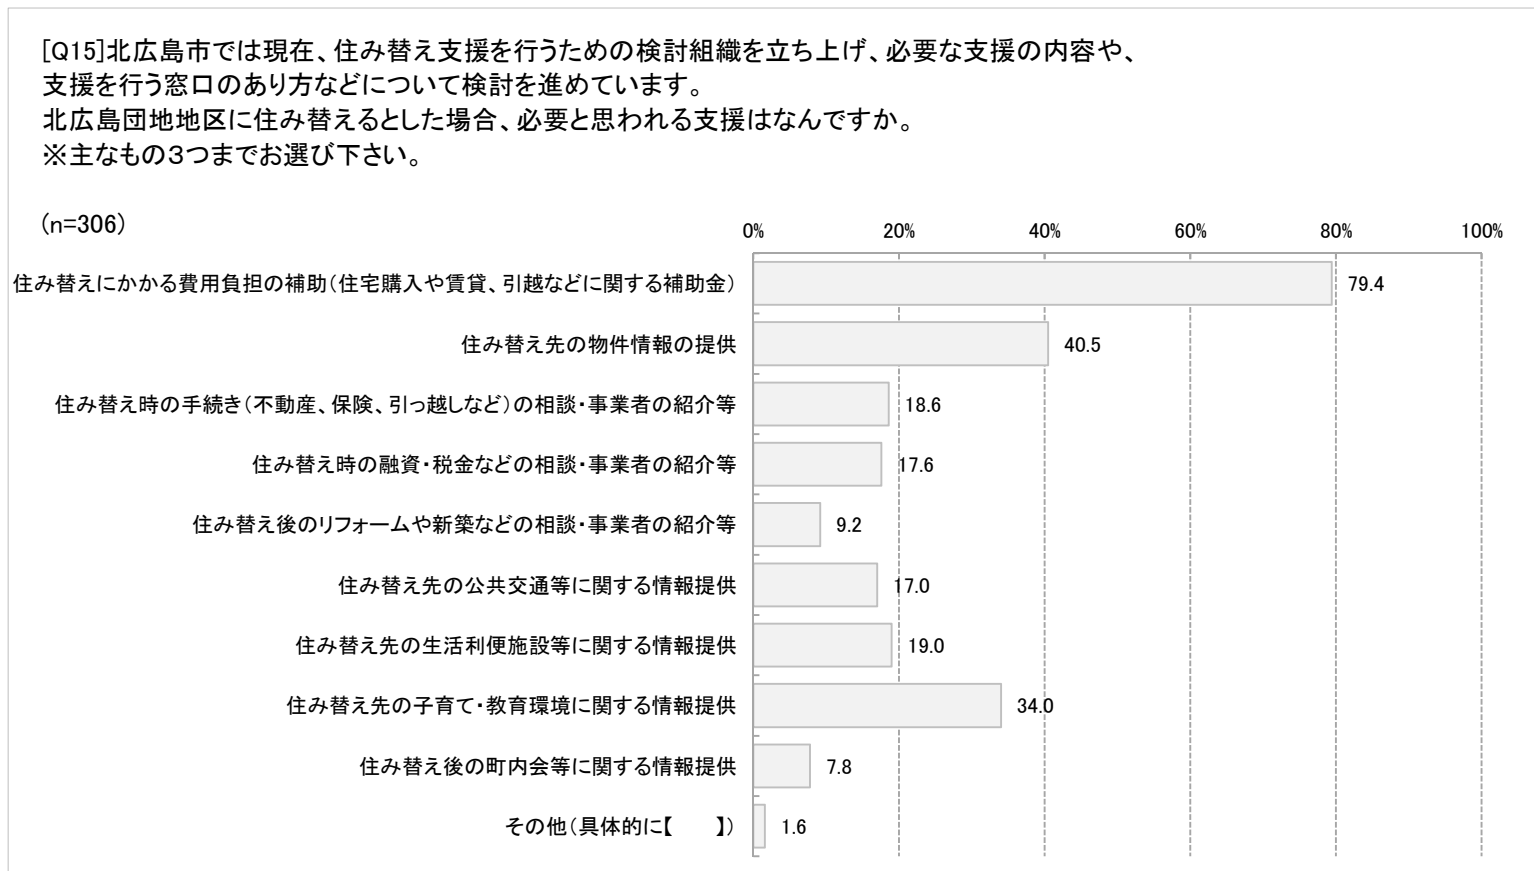 [Q15]北広島市では現在、住み替え支援を行うための検討組織を立ち上げ、必要な支援の内容や、
支援を行う窓口のあり方などについて検討を進めています。
北広島団地地区に住み替えるとした場合、必要と思われる支援はなんですか。
※主なもの3つまでお選び下さい。
(n=306)
0% 20% 40% 60% 80% 100%
住み替えにかかる費用負担の補助(住宅購入や賃貸、引越などに関する補助金) 79.4
住み替え先の物件情報の提供 40.5
住み替え時の手続き(不動産、保険、引っ越しなど)の相談・事業者の紹介等 18.6
住み替え時の融資・税金などの相談・事業者の紹介等 17.6
住み替え後のリフォームや新築などの相談・事業者の紹介等 9.2
住み替え先の公共交通等に関する情報提供 17.0
住み替え先の生活利便施設等に関する情報提供 19.0
住み替え先の子育て・教育環境に関する情報提供 34.0
住み替え後の町内会等に関する情報提供 7.8
その他(具体的に【　　】) 1.6